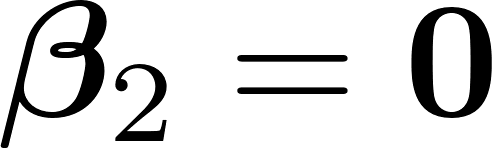 𝜷₂ = 𝟎